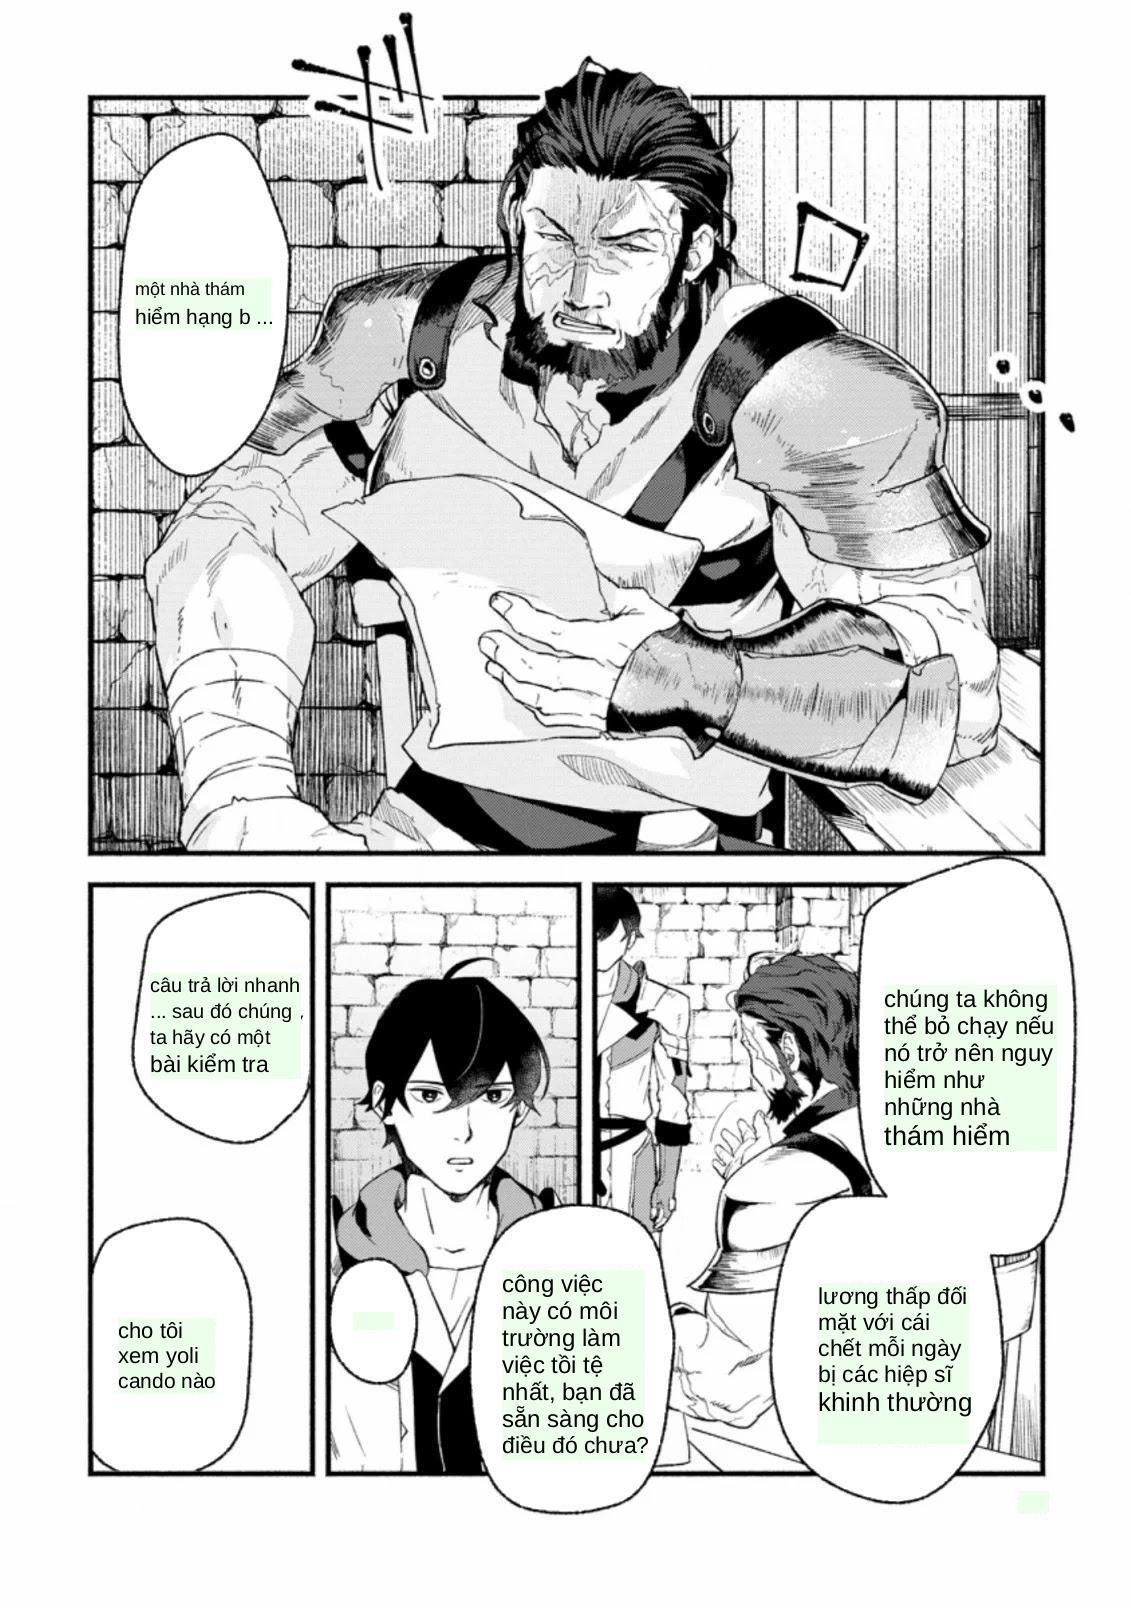 ギ
ロ
một nhà thám
hiểm hạng b ...
chúng ta không
thể bỏ chạy nếu
nó trở nên nguy
hiểm như
những nhà
thám hiểm
lương thấp đối
mặt với cái
chết mỗi ngày
bị các hiệp sĩ
khinh thường
công việc
này có môi
trường làm
việc tồi tệ
nhất, bạn đã
sẵn sàng cho
điều đó chưa?
câu trả lời nhanh
... sau đó chúng
ta hãy có một
bài kiểm tra
cho tôi
xem yoli
cando nào